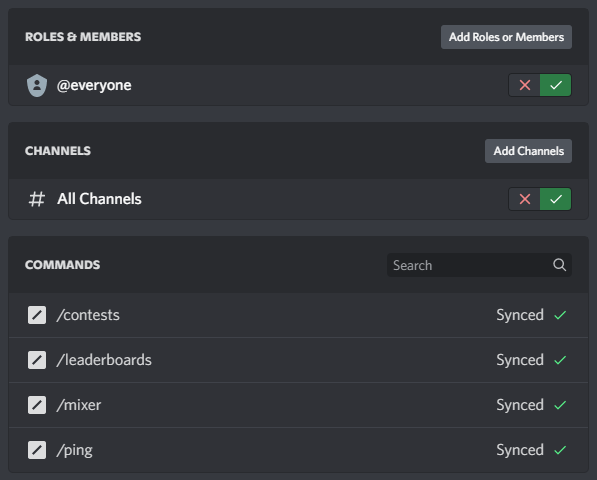 ROLES & MEMBERS
Add Roles or Members
@everyone
CHANNELS
Add Channels
All Channels
COMMANDS
Search
/contests
Synced
/leaderboards
Synced
/mixer
Synced
/ping
Synced